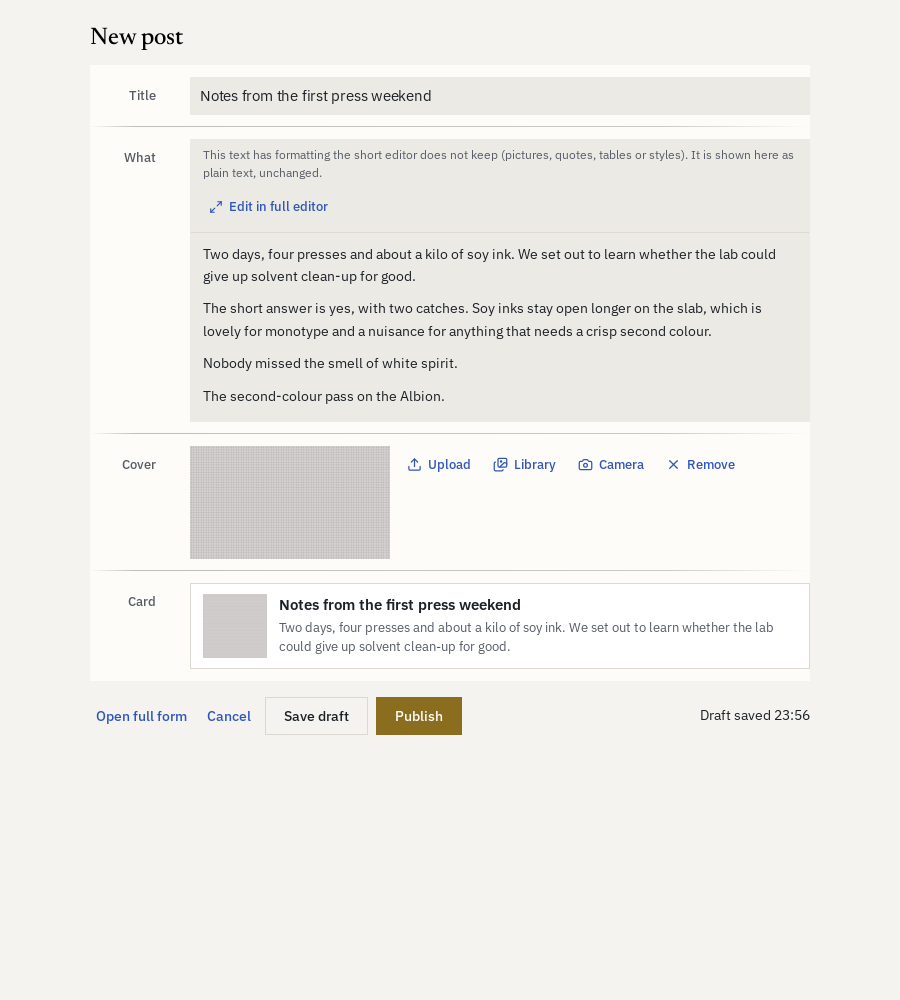 New post
Title
Notes from the first press weekend
What
This text has formatting the short editor does not keep (pictures, quotes, tables or styles). It is shown here as
plain text, unchanged.
Edit in full editor
Two days, four presses and about a kilo of soy ink. We set out to learn whether the lab could
give up solvent clean-up for good.
The short answer is yes, with two catches. Soy inks stay open longer on the slab, which is
lovely for monotype and a nuisance for anything that needs a crisp second colour.
Nobody missed the smell of white spirit.
The second-colour pass on the Albion.
Cover
Upload
Library
Camera
Remove
Card
Notes from the first press weekend
Two days, four presses and about a kilo of soy ink. We set out to learn whether the lab
could give up solvent clean-up for good.
Open full form
Cancel
Save draft
Publish
Draft saved 23:56